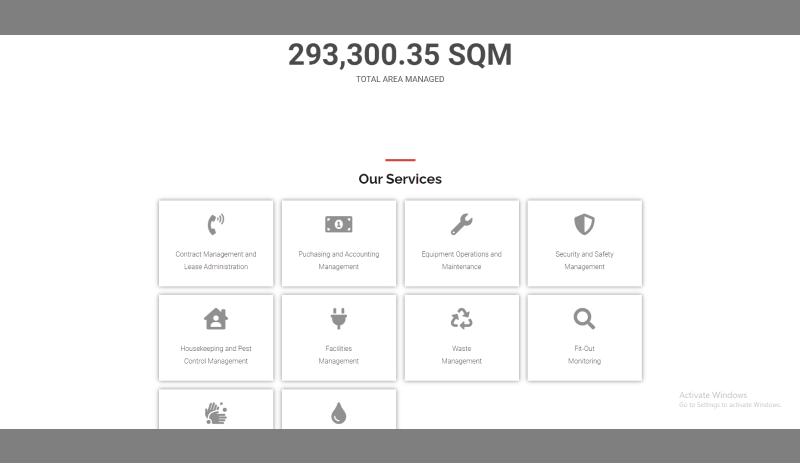 293,300.35 SQM
TOTAL AREA MANAGED
Our Services
Contract Management and
Lease Administration
Puchasing and Accounting
Management
Equipment Operations and
Maintenance
Security and Safety
Management
Housekeeping and Pest
Control Management
Facilities
Management
Waste
Management
Fit-Out
Monitoring
Activate Windows
Go to Settings to activate Windows.